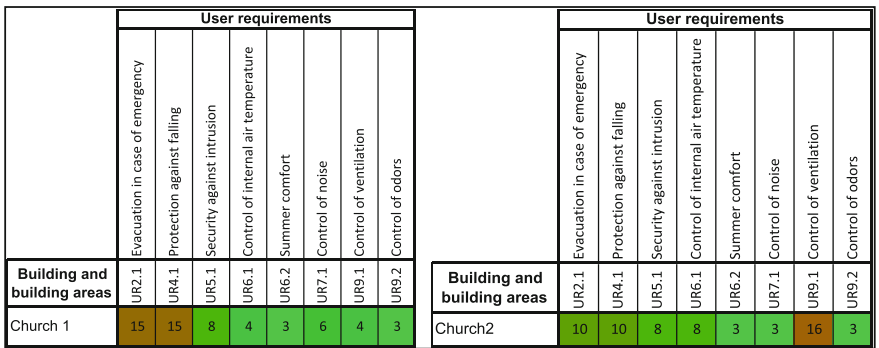 User requirements
Evacuation in case of emergency
Protection against falling
Security against intrusion
Control of internal air temperature
Summer comfort
Control of noise
Control of ventilation
Control of odors
Building and
building areas
UR2.1 UR4.1 UR5.1 UR6.1 UR6.2 UR7.1 UR9.1 UR9.2
Church 1 15 15 8 4 3 6 4 3
User requirements
Evacuation in case of emergency
Protection against falling
Security against intrusion
Control of internal air temperature
Summer comfort
Control of noise
Control of ventilation
Control of odors
Building and
building areas
UR2.1 UR4.1 UR5.1 UR6.1 UR6.2 UR7.1 UR9.1 UR9.2
Church2 10 10 8 8 3 3 16 3